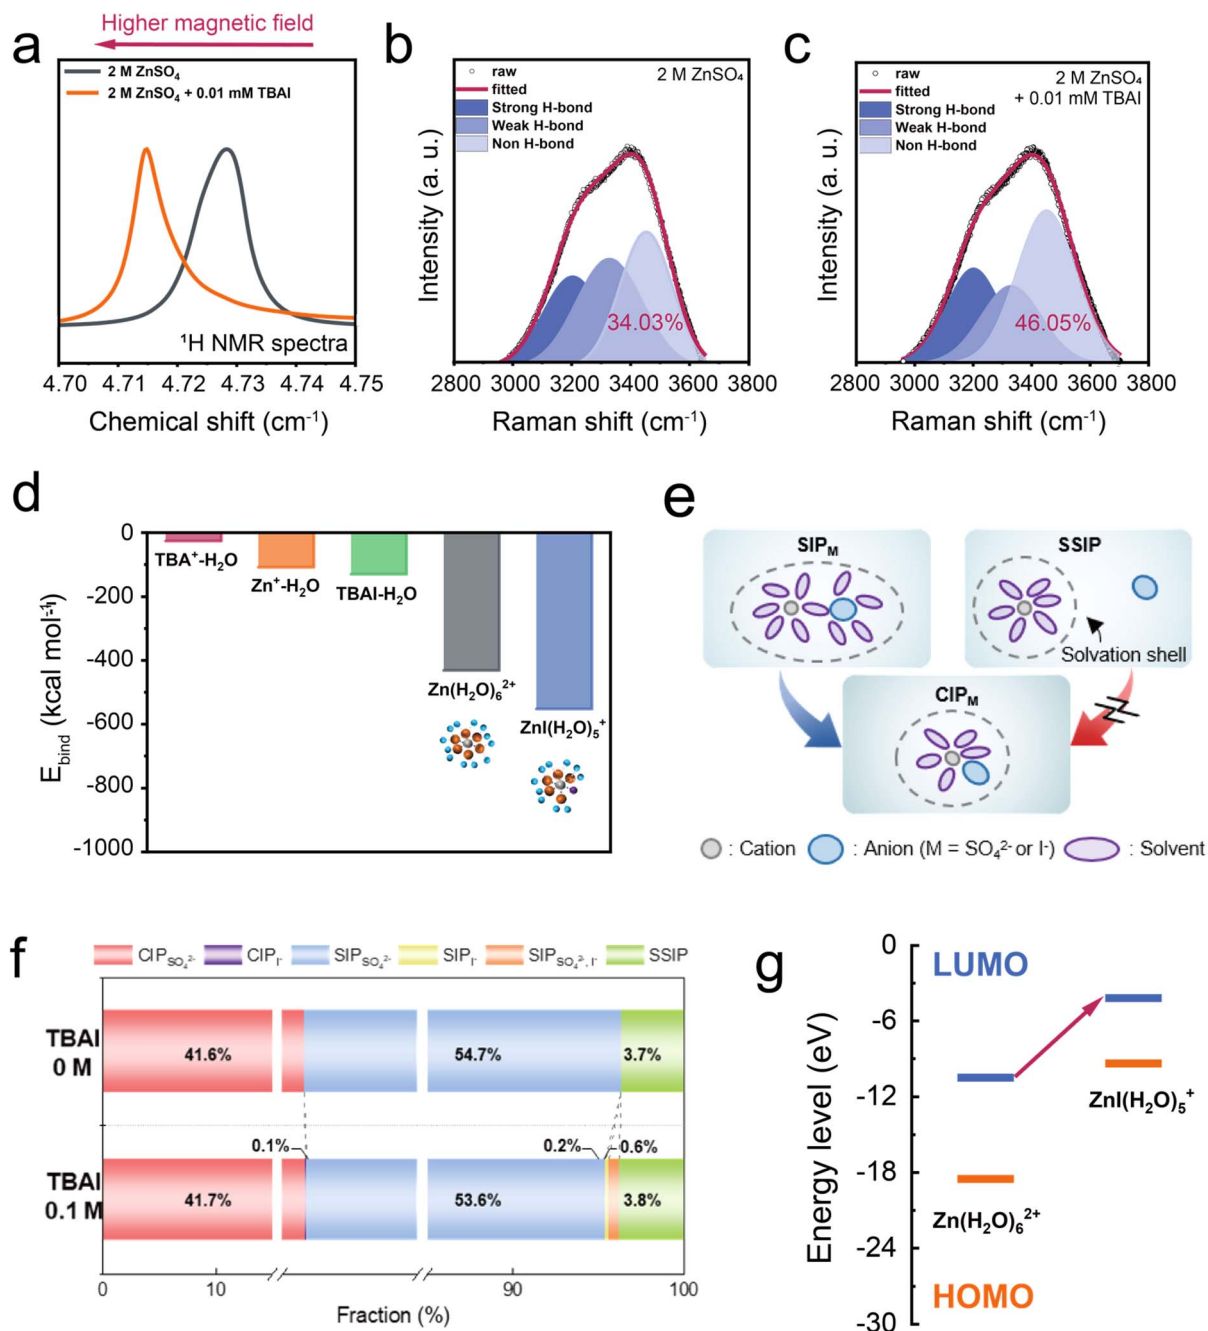 Higher magnetic field
a
2 M ZnSO₄
2 M ZnSO₄ + 0.01 mM TBAI
¹H NMR spectra
4.70 4.71 4.72 4.73 4.74 4.75
Chemical shift (cm⁻¹)
b
raw
fitted
Strong H-bond
Weak H-bond
Non H-bond
2 M ZnSO₄
34.03%
Intensity (a. u.)
2800 3000 3200 3400 3600 3800
Raman shift (cm⁻¹)
c
raw
fitted
Strong H-bond
Weak H-bond
Non H-bond
2 M ZnSO₄
+ 0.01 mM TBAI
46.05%
Intensity (a. u.)
2800 3000 3200 3400 3600 3800
Raman shift (cm⁻¹)
d
0
-200
-400
-600
-800
-1000
E_bind (kcal mol⁻¹)
TBA⁺-H₂O
Zn⁺-H₂O
TBAI-H₂O
Zn(H₂O)₆²⁺
ZnI(H₂O)₅⁺
e
SIP_M
SSIP
Solvation shell
CIP_M
: Cation : Anion (M = SO₄²⁻ or I⁻) : Solvent
f
CIP_SO₄²⁻ CIP_I⁻ SIP_SO₄²⁻ SIP_I⁻ SIP_SO₄²⁻, I⁻ SSIP
TBAI
0 M
41.6% 54.7% 3.7%
0.1% 0.2% 0.6%
TBAI
0.1 M
41.7% 53.6% 3.8%
0 10 90 100
Fraction (%)
g
0
-6
-12
-18
-24
-30
Energy level (eV)
LUMO
ZnI(H₂O)₅⁺
Zn(H₂O)₆²⁺
HOMO